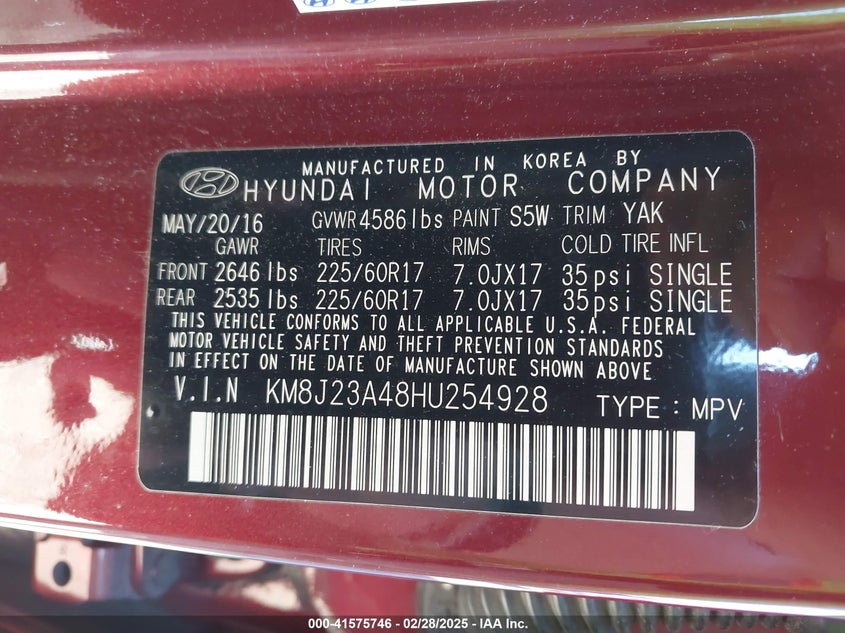 MANUFACTURED IN KOREA BY
HYUNDAI MOTOR COMPANY
MAY/20/16 GVWR 4586 lbs PAINT S5W TRIM YAK
GAWR TIRES RIMS COLD TIRE INFL
FRONT 2646 lbs 225/60R17 7.0JX17 35psi SINGLE
REAR 2535 lbs 225/60R17 7.0JX17 35psi SINGLE
THIS VEHICLE CONFORMS TO ALL APPLICABLE U.S.A. FEDERAL
MOTOR VEHICLE SAFETY AND THEFT PREVENTION STANDARDS
IN EFFECT ON THE DATE OF MANUFACTURE SHOWN ABOVE
V.I.N KM8J23A48HU254928 TYPE : MPV
000-41575746 - 02/28/2025 - IAA Inc.